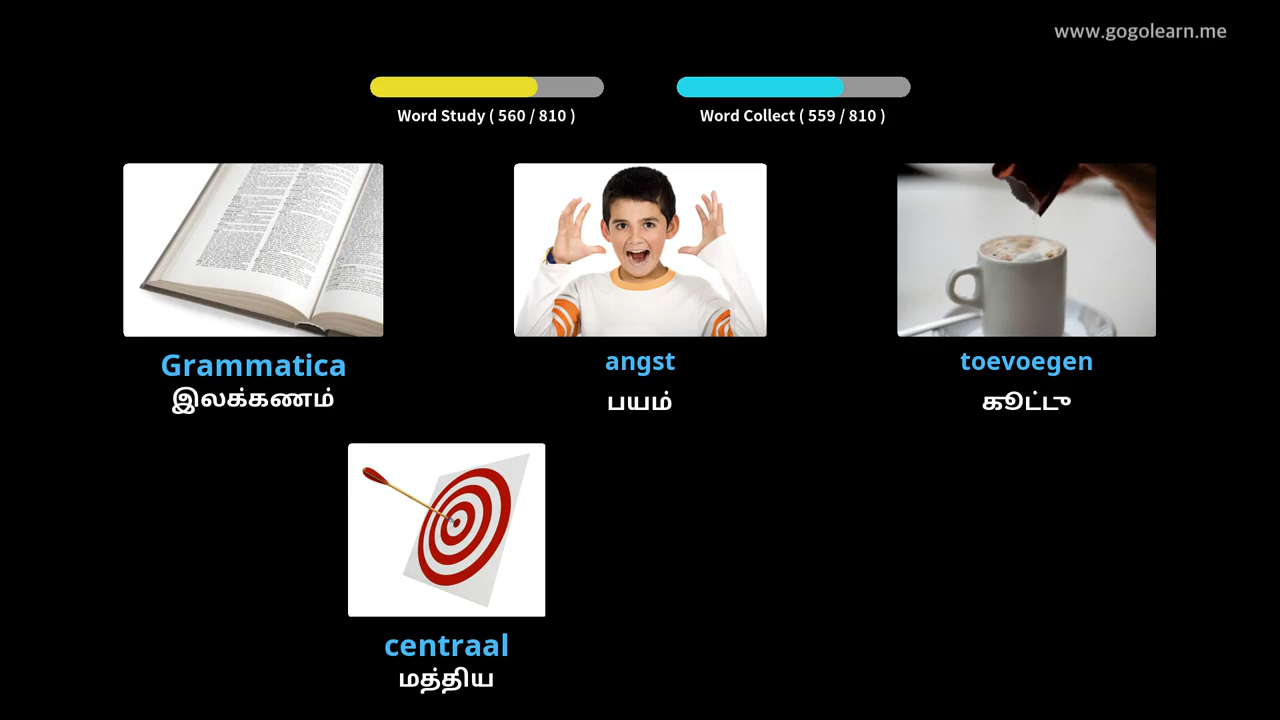 www.gogolearn.me
Word Study ( 560 / 810 )
Word Collect ( 559 / 810 )
Grammatica
இலக்கணம்
angst
பயம்
toevoegen
கூட்டு
centraal
மத்திய